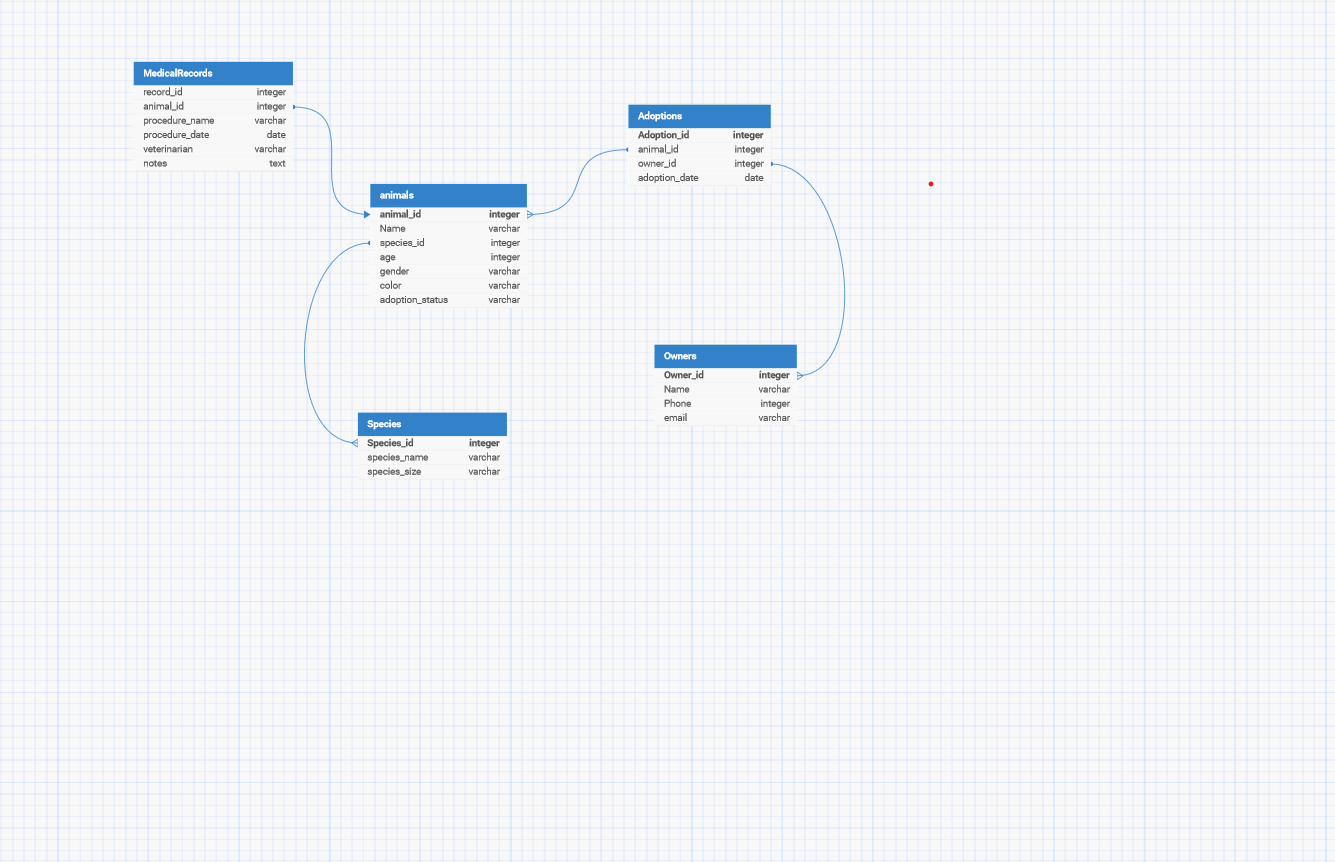 MedicalRecords
record_id integer
animal_id integer
procedure_name varchar
procedure_date date
veterinarian varchar
notes text
Adoptions
Adoption_id integer
animal_id integer
owner_id integer
adoption_date date
animals
animal_id integer
Name varchar
species_id integer
age integer
gender varchar
color varchar
adoption_status varchar
Owners
Owner_id integer
Name varchar
Phone integer
email varchar
Species
Species_id integer
species_name varchar
species_size varchar